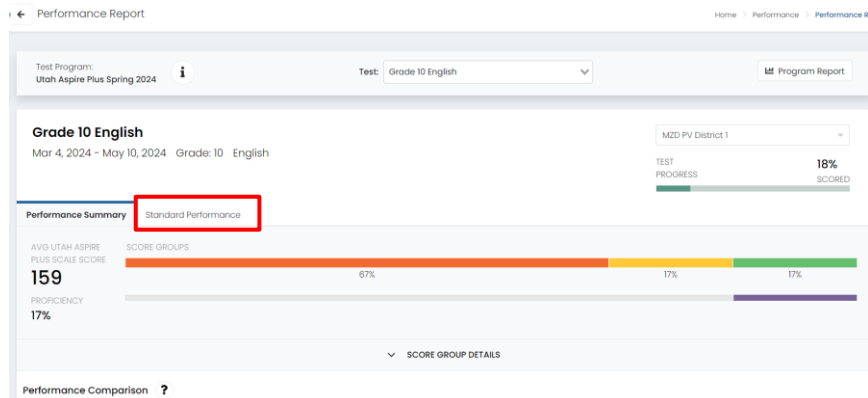 Performance Report
Home > Performance > Performance R
Test Program:
Utah Aspire Plus Spring 2024
i
Test: Grade 10 English
Program Report
Grade 10 English
Mar 4, 2024 - May 10, 2024 Grade: 10 English
MZD PV District 1
TEST PROGRESS
18%
SCORED
Performance Summary
Standard Performance
AVG UTAH ASPIRE PLUS SCALE SCORE
159
SCORE GROUPS
67% 17% 17%
PROFICIENCY
17%
SCORE GROUP DETAILS
Performance Comparison ?